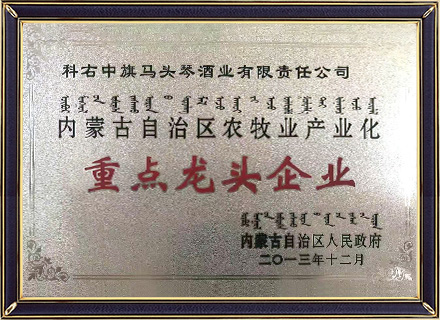 科右中旗马头琴酒业有限责任公司
内蒙古自治区农牧业产业化
重点龙头企业
内蒙古自治区人民政府
二〇一三年十二月